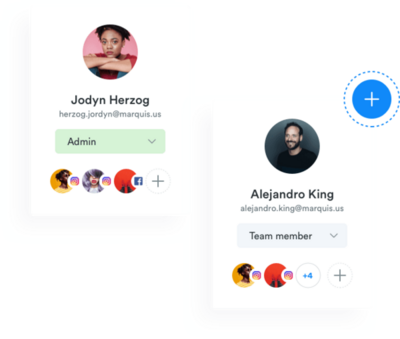 Jodyn Herzog
herzog.jordyn@marquis.us
Admin
Alejandro King
alejandro.king@marquis.us
Team member
+4